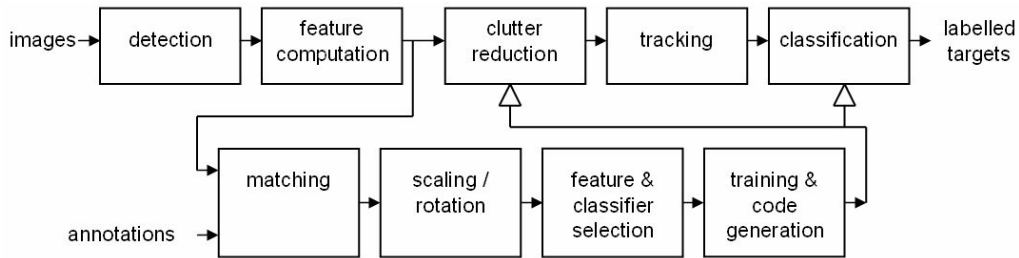 images
detection
feature
computation
clutter
reduction
tracking
classification
labelled
targets
matching
scaling /
rotation
feature &
classifier
selection
training &
code
generation
annotations